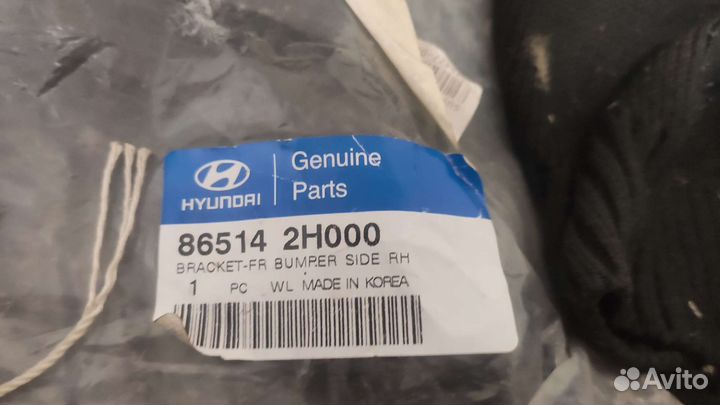 Genuine
Parts
HYUNDAI
86514 2H000
BRACKET-FR BUMPER SIDE RH
1 PC WL MADE IN KOREA
Avito